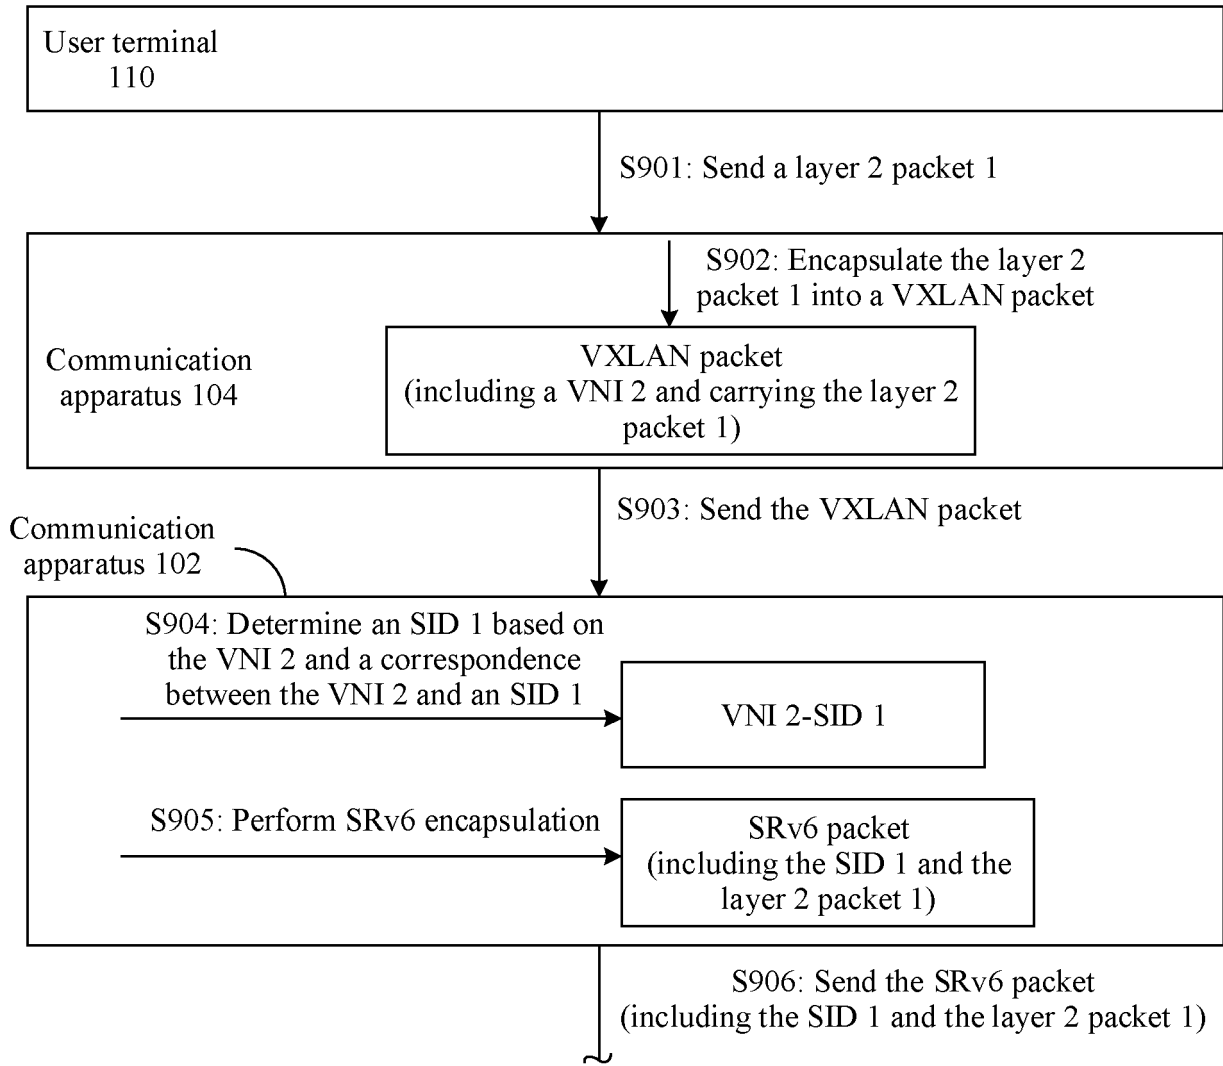 User terminal
110
S901: Send a layer 2 packet 1
S902: Encapsulate the layer 2
packet 1 into a VXLAN packet
Communication
apparatus 104
VXLAN packet
(including a VNI 2 and carrying the layer 2
packet 1)
S903: Send the VXLAN packet
Communication
apparatus 102
S904: Determine an SID 1 based on
the VNI 2 and a correspondence
between the VNI 2 and an SID 1
VNI 2-SID 1
S905: Perform SRv6 encapsulation
SRv6 packet
(including the SID 1 and the
layer 2 packet 1)
S906: Send the SRv6 packet
(including the SID 1 and the layer 2 packet 1)